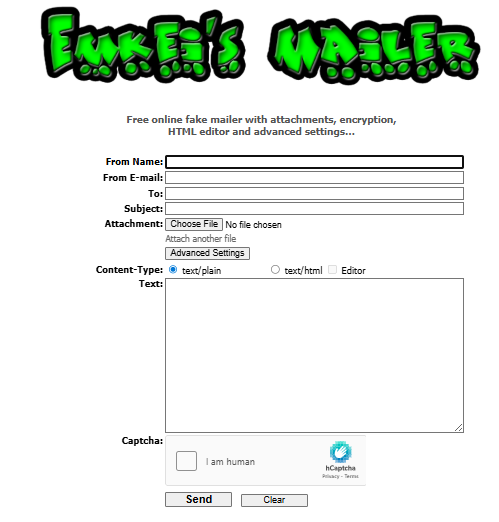 EMKEI'S MAILER
Free online fake mailer with attachments, encryption,
HTML editor and advanced settings...
From Name:
From E-mail:
To:
Subject:
Attachment: Choose File No file chosen
Attach another file
Advanced Settings
Content-Type: text/plain text/html Editor
Text:
Captcha:
I am human
hCaptcha
Privacy - Terms
Send Clear